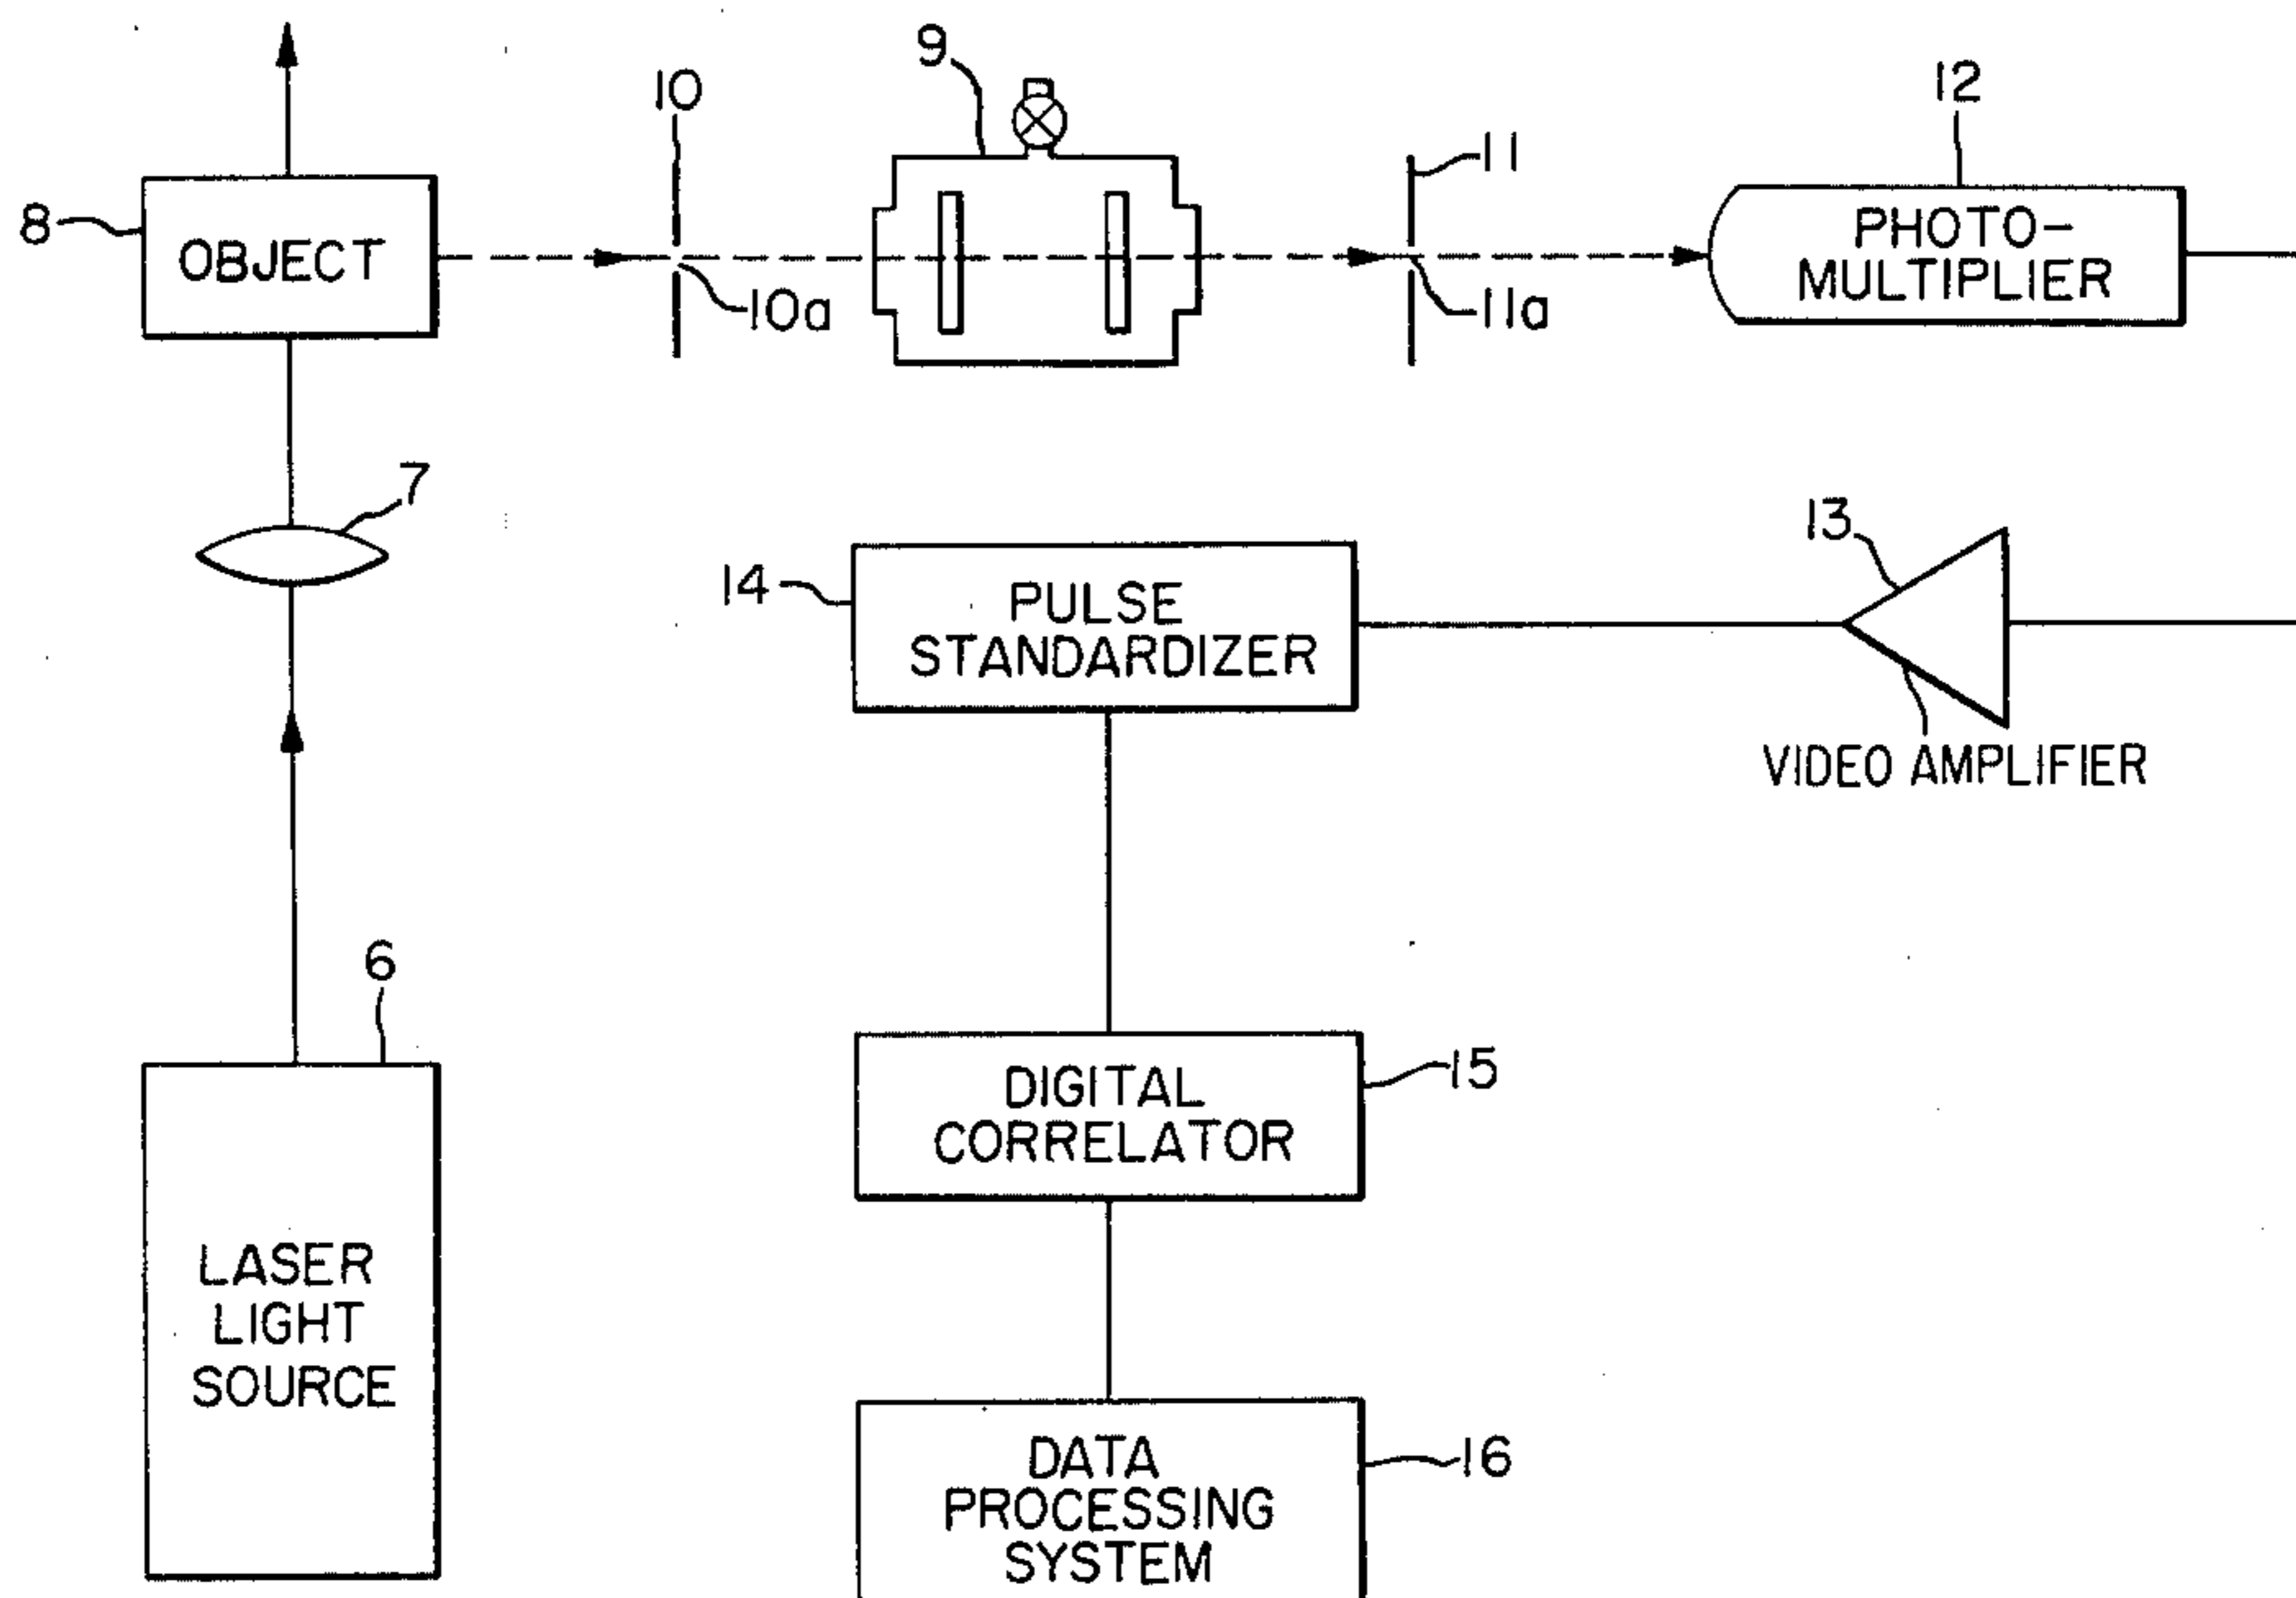 9
10
12
11
8
OBJECT
PHOTO-
MULTIPLIER
10a
11a
7
13
14
PULSE
STANDARDIZER
VIDEO AMPLIFIER
6
15
DIGITAL
CORRELATOR
LASER
LIGHT
SOURCE
16
DATA
PROCESSING
SYSTEM